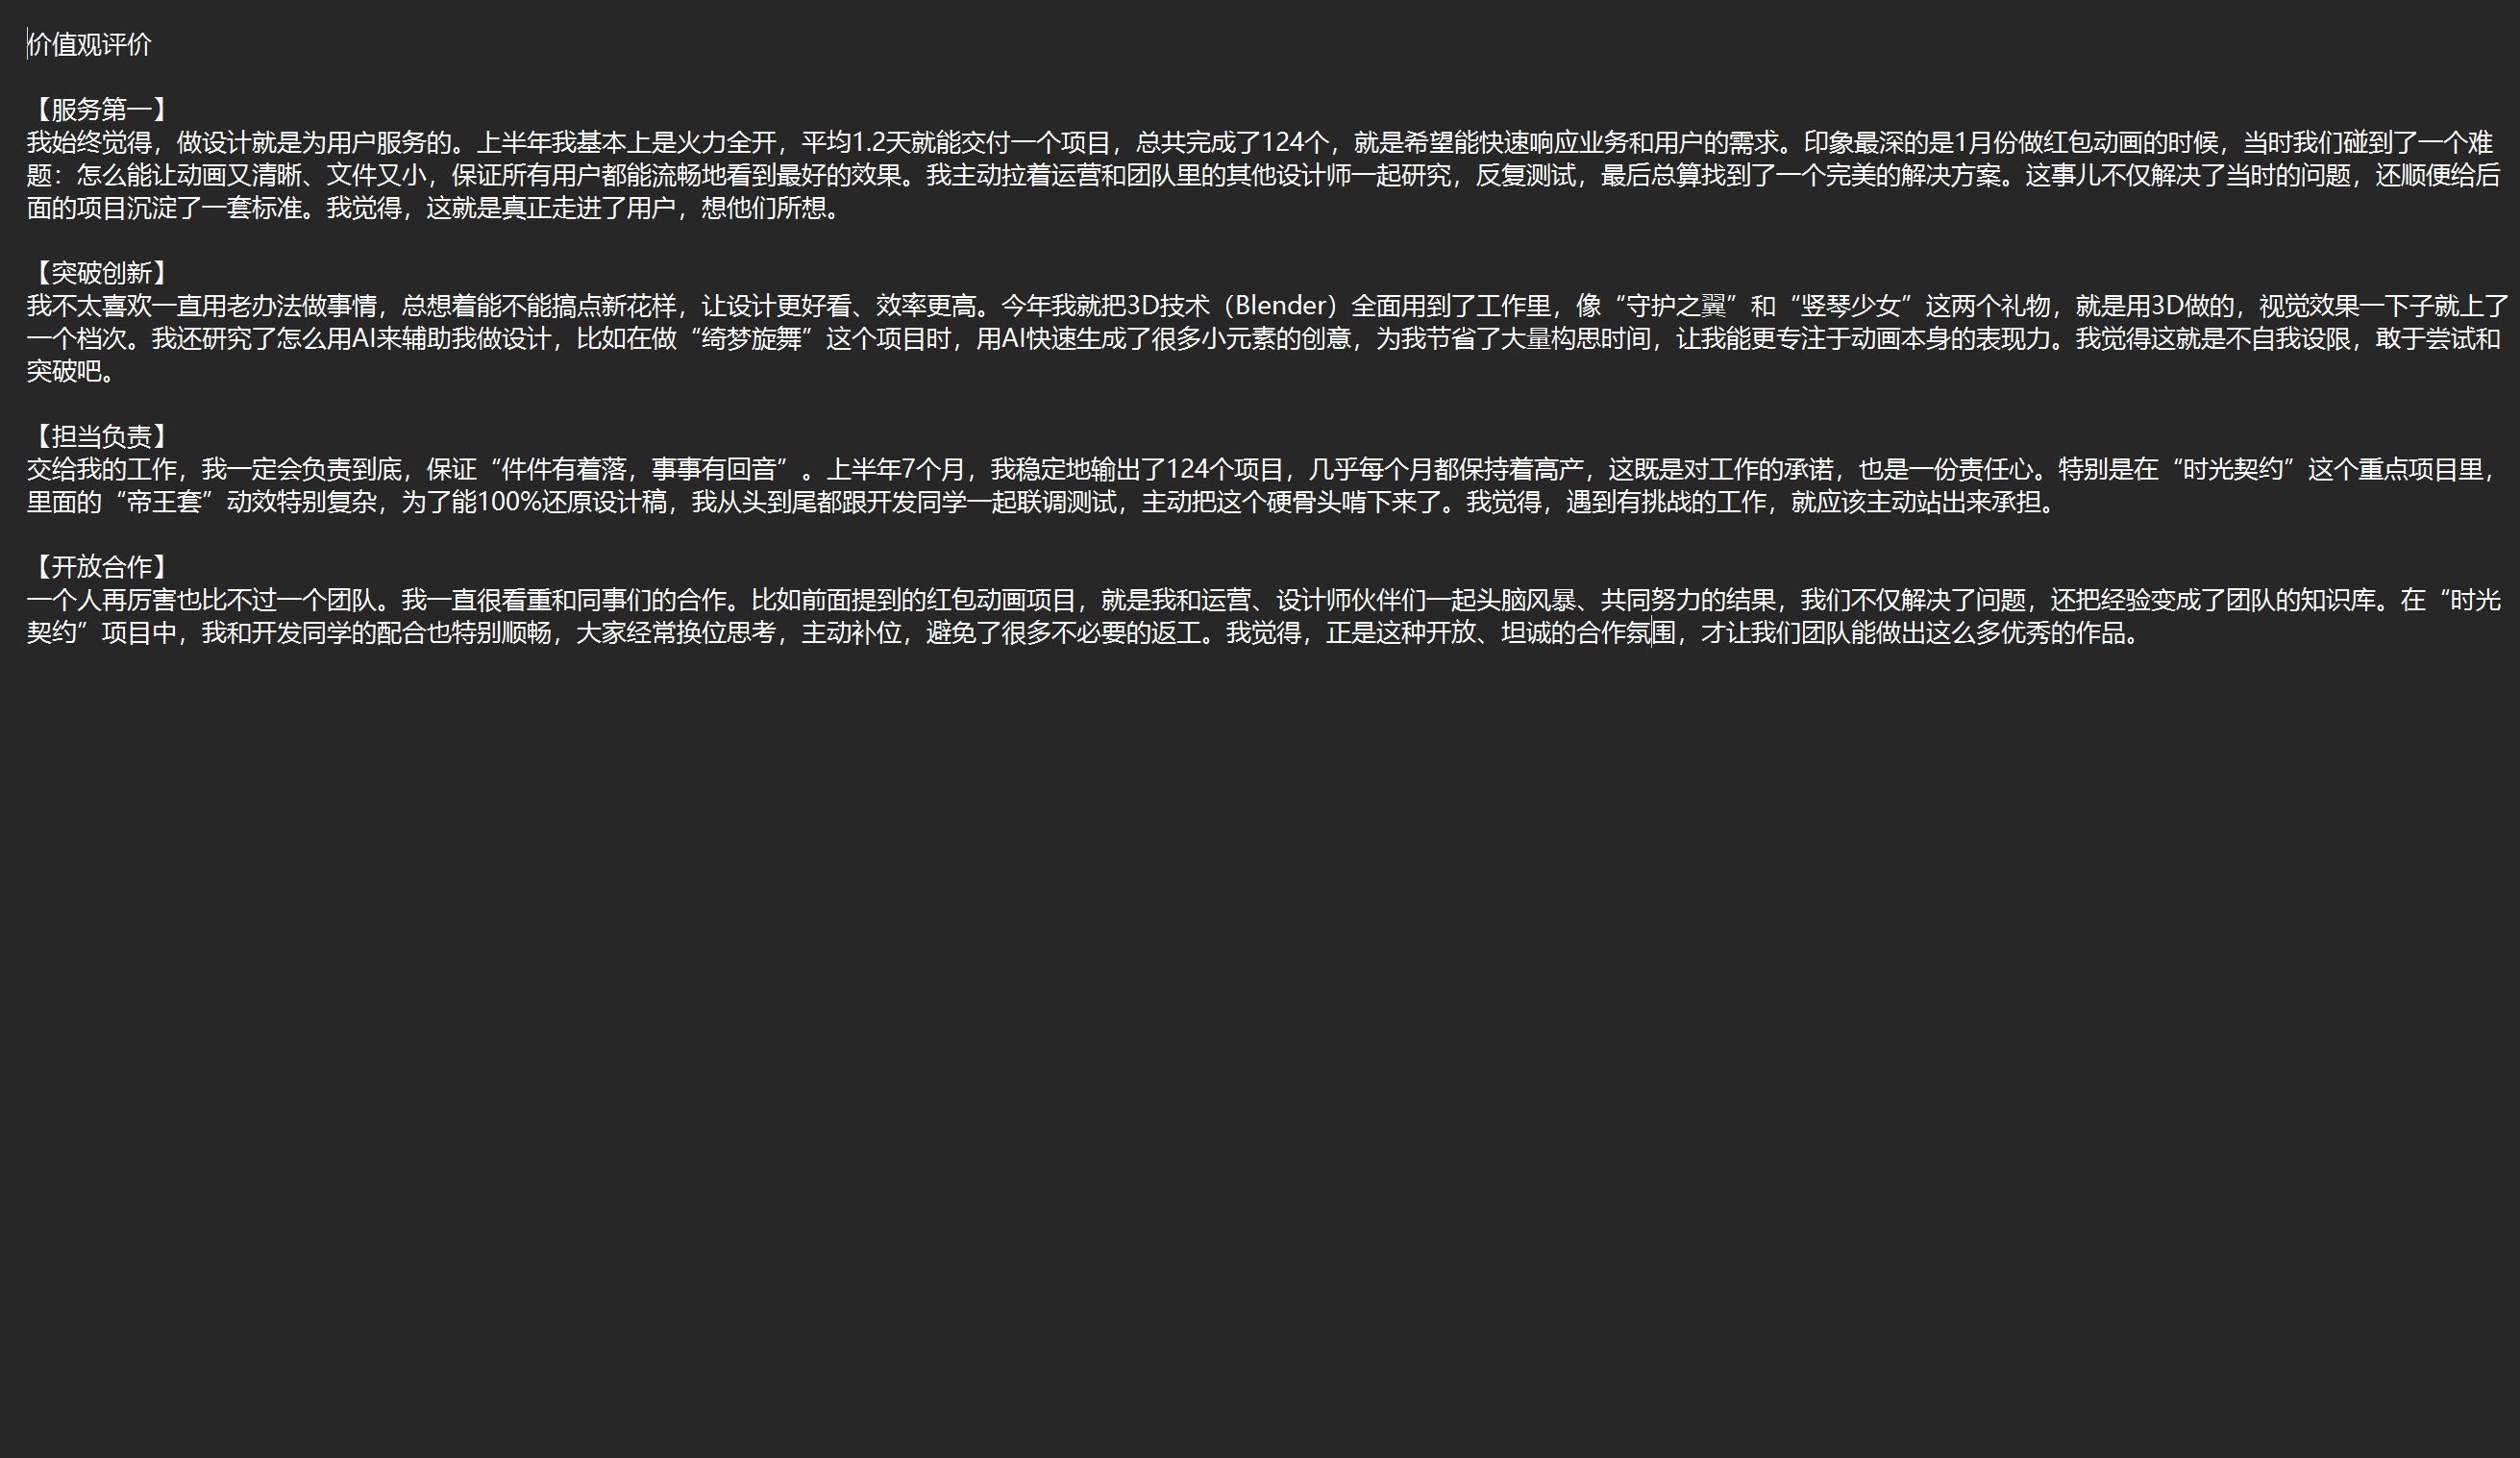 价值观评价
【服务第一】
我始终觉得，做设计就是为用户服务的。上半年我基本上是火力全开，平均1.2天就能交付一个项目，总共完成了124个，就是希望能快速响应业务和用户的需求。印象最深的是1月份做红包动画的时候，当时我们碰到了一个难
题：怎么能让动画又清晰、文件又小，保证所有用户都能流畅地看到最好的效果。我主动拉着运营和团队里的其他设计师一起研究，反复测试，最后总算找到了一个完美的解决方案。这事儿不仅解决了当时的问题，还顺便给后
面的项目沉淀了一套标准。我觉得，这就是真正走进了用户，想他们所想。
【突破创新】
我不太喜欢一直用老办法做事情，总想着能不能搞点新花样，让设计更好看、效率更高。今年我就把3D技术（Blender）全面用到了工作里，像“守护之翼”和“竖琴少女”这两个礼物，就是用3D做的，视觉效果一下子就上了
一个档次。我还研究了怎么用AI来辅助我做设计，比如在做“绮梦旋舞”这个项目时，用AI快速生成了很多小元素的创意，为我节省了大量构思时间，让我能更专注于动画本身的表现力。我觉得这就是不自我设限，敢于尝试和
突破吧。
【担当负责】
交给我的工作，我一定会负责到底，保证“件件有着落，事事有回音”。上半年7个月，我稳定地输出了124个项目，几乎每个月都保持着高产，这既是对工作的承诺，也是一份责任心。特别是在“时光契约”这个重点项目里，
里面的“帝王套”动效特别复杂，为了能100%还原设计稿，我从头到尾都跟开发同学一起联调测试，主动把这个硬骨头啃下来了。我觉得，遇到有挑战的工作，就应该主动站出来承担。
【开放合作】
一个人再厉害也比不过一个团队。我一直很看重和同事们的合作。比如前面提到的红包动画项目，就是我和运营、设计师伙伴们一起头脑风暴、共同努力的结果，我们不仅解决了问题，还把经验变成了团队的知识库。在“时光
契约”项目中，我和开发同学的配合也特别顺畅，大家经常换位思考，主动补位，避免了很多不必要的返工。我觉得，正是这种开放、坦诚的合作氛围，才让我们团队能做出这么多优秀的作品。